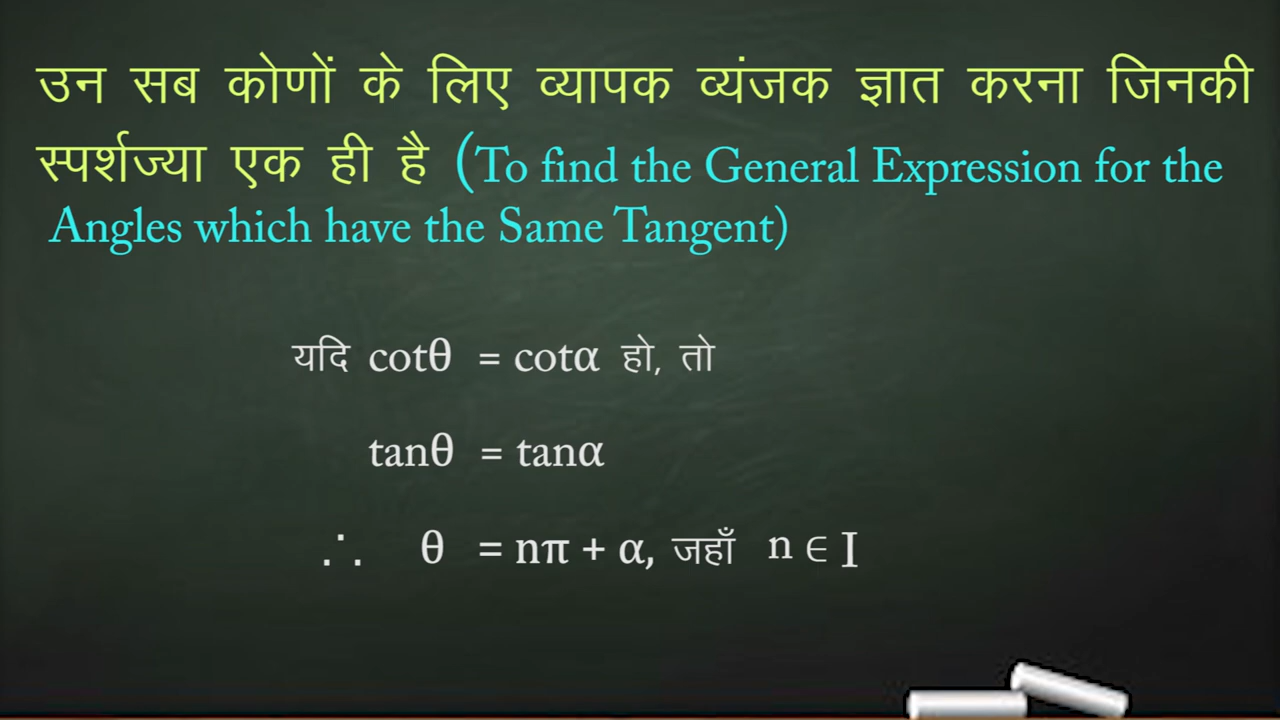 उन सब कोणों के लिए व्यापक व्यंजक ज्ञात करना जिनकी
स्पर्शज्या एक ही है (To find the General Expression for the
Angles which have the Same Tangent)
यदि cotθ = cotα हो, तो
tanθ = tanα
∴ θ = nπ + α, जहाँ n ∈ I